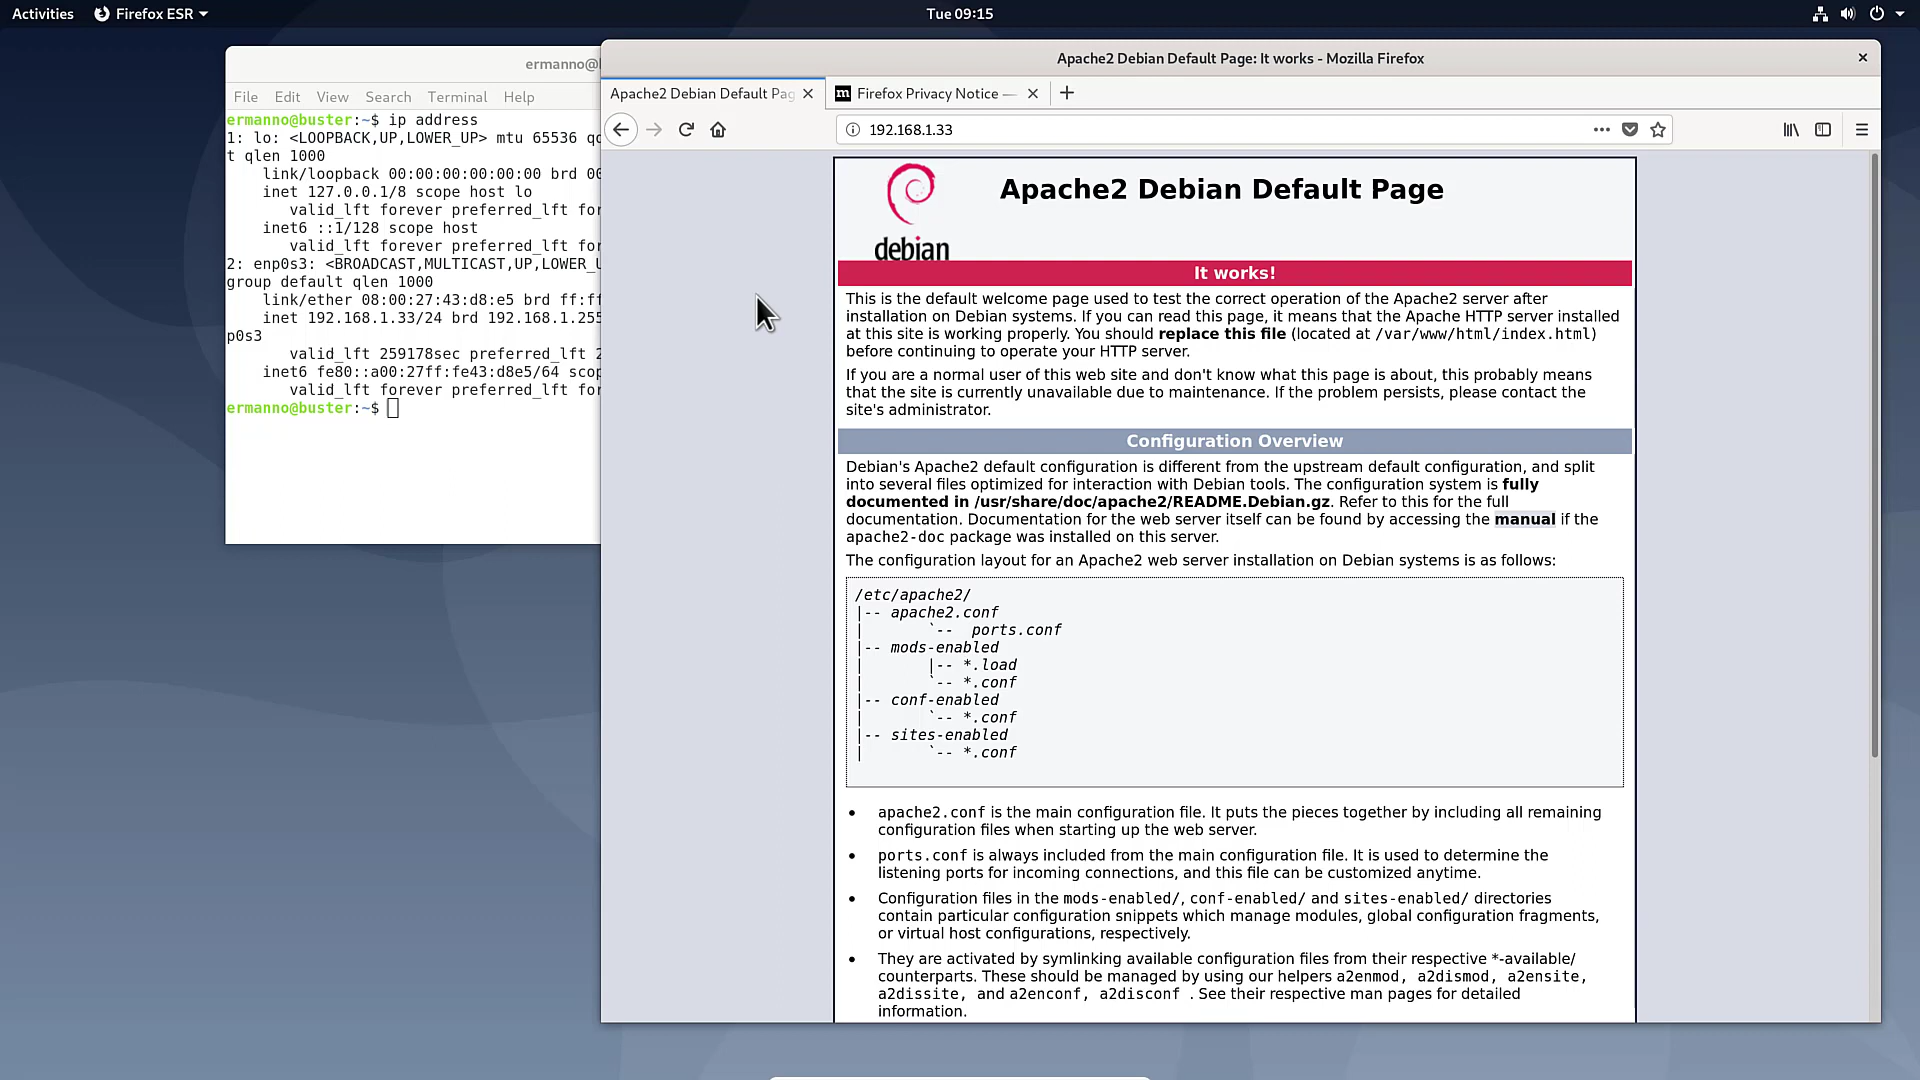 Activities
Firefox ESR
Tue 09:15
ermanno@
File Edit View Search Terminal Help
ermanno@buster:~$ ip address
1: lo: <LOOPBACK,UP,LOWER_UP> mtu 65536
t qlen 1000
link/loopback 00:00:00:00:00:00 brd 00
inet 127.0.0.1/8 scope host lo
valid_lft forever preferred_lft for
inet6 ::1/128 scope host
valid_lft forever preferred_lft for
2: enp0s3: <BROADCAST,MULTICAST,UP,LOWER_U
group default qlen 1000
link/ether 08:00:27:43:d8:e5 brd ff:ff
inet 192.168.1.33/24 brd 192.168.1.255
p0s3
valid_lft 259178sec preferred_lft 2
inet6 fe80::a00:27ff:fe43:d8e5/64 scop
valid_lft forever preferred_lft for
ermanno@buster:~$
Apache2 Debian Default Page: It works - Mozilla Firefox
Apache2 Debian Default Pag
m Firefox Privacy Notice —
192.168.1.33
debian
Apache2 Debian Default Page
It works!
This is the default welcome page used to test the correct operation of the Apache2 server after
installation on Debian systems. If you can read this page, it means that the Apache HTTP server installed
at this site is working properly. You should replace this file (located at /var/www/html/index.html)
before continuing to operate your HTTP server.
If you are a normal user of this web site and don't know what this page is about, this probably means
that the site is currently unavailable due to maintenance. If the problem persists, please contact the
site's administrator.
Configuration Overview
Debian's Apache2 default configuration is different from the upstream default configuration, and split
into several files optimized for interaction with Debian tools. The configuration system is fully
documented in /usr/share/doc/apache2/README.Debian.gz. Refer to this for the full
documentation. Documentation for the web server itself can be found by accessing the manual if the
apache2-doc package was installed on this server.
The configuration layout for an Apache2 web server installation on Debian systems is as follows:
/etc/apache2/
|-- apache2.conf
|       `--  ports.conf
|-- mods-enabled
|       |-- *.load
|       `-- *.conf
|-- conf-enabled
|       `-- *.conf
|-- sites-enabled
|       `-- *.conf
• apache2.conf is the main configuration file. It puts the pieces together by including all remaining
configuration files when starting up the web server.
• ports.conf is always included from the main configuration file. It is used to determine the
listening ports for incoming connections, and this file can be customized anytime.
• Configuration files in the mods-enabled/, conf-enabled/ and sites-enabled/ directories
contain particular configuration snippets which manage modules, global configuration fragments,
or virtual host configurations, respectively.
• They are activated by symlinking available configuration files from their respective *-available/
counterparts. These should be managed by using our helpers a2enmod, a2dismod, a2ensite,
a2dissite, and a2enconf, a2disconf . See their respective man pages for detailed
information.